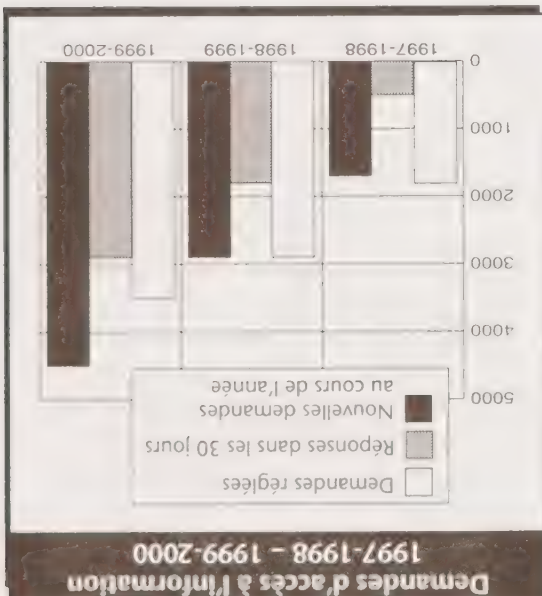 Demandes d'accès à l'information
1997-1998 – 1999-2000
Demandes réglées
Réponses dans les 30 jours
Nouvelles demandes
au cours de l'année
5000
4000
3000
2000
1000
0
1997-1998
1998-1999
1999-2000